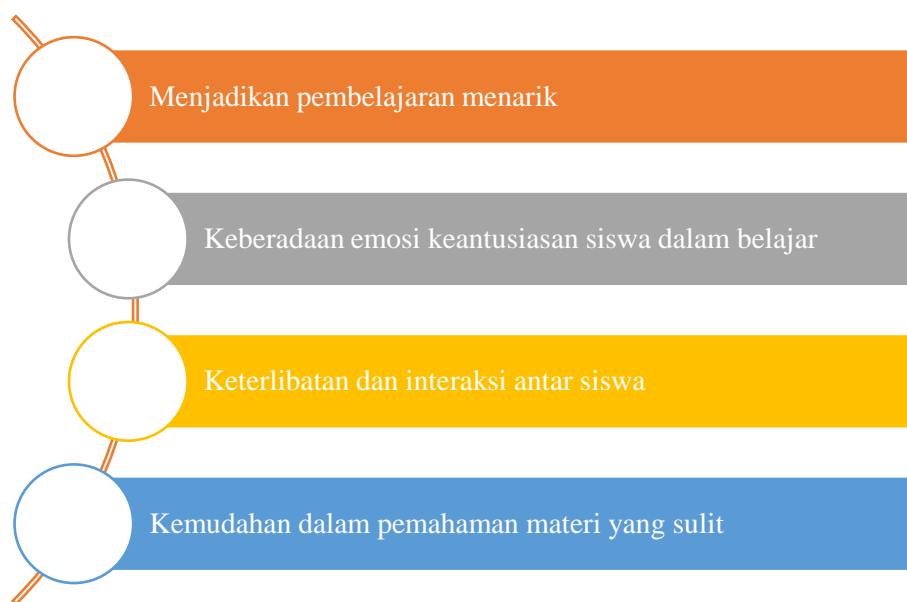 Menjadikan pembelajaran menarik
Keberadaan emosi keantusiasan siswa dalam belajar
Keterlibatan dan interaksi antar siswa
Kemudahan dalam pemahaman materi yang sulit